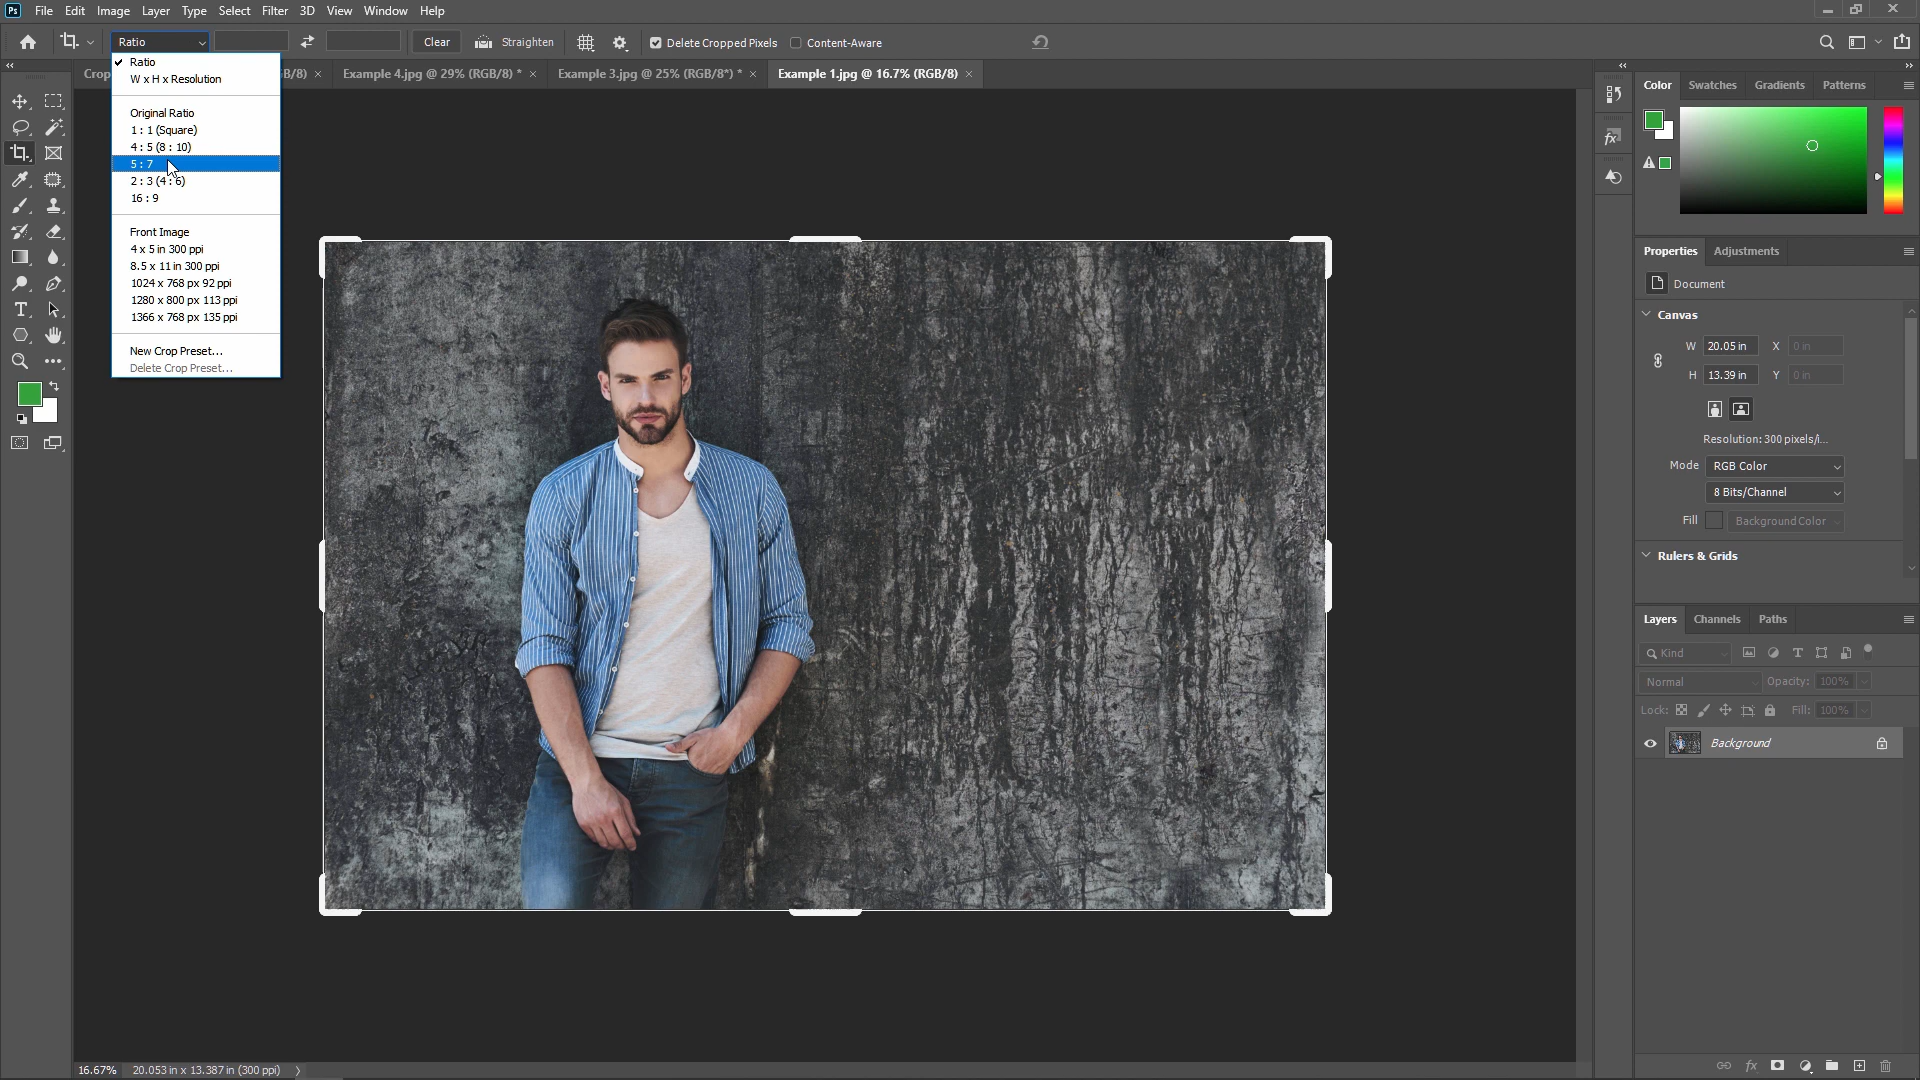 Ps File Edit Image Layer Type Select Filter 3D View Window Help
Ratio Clear Straighten Delete Cropped Pixels Content-Aware
Crop B/8) × Example 4.jpg @ 29% (RGB/8) * × Example 3.jpg @ 25% (RGB/8*) * × Example 1.jpg @ 16.7% (RGB/8) ×
Ratio
W x H x Resolution
Original Ratio
1 : 1 (Square)
4 : 5 (8 : 10)
5 : 7
2 : 3 (4 : 6)
16 : 9
Front Image
4 x 5 in 300 ppi
8.5 x 11 in 300 ppi
1024 x 768 px 92 ppi
1280 x 800 px 113 ppi
1366 x 768 px 135 ppi
New Crop Preset...
Delete Crop Preset...
Color Swatches Gradients Patterns
Properties Adjustments
Document
Canvas
W 20.05 in X 0 in
H 13.39 in Y 0 in
Resolution: 300 pixels/i...
Mode RGB Color
8 Bits/Channel
Fill Background Color
Rulers & Grids
Layers Channels Paths
Kind
Normal Opacity: 100%
Lock: Fill: 100%
Background
fx
16.67% 20.053 in x 13.387 in (300 ppi)